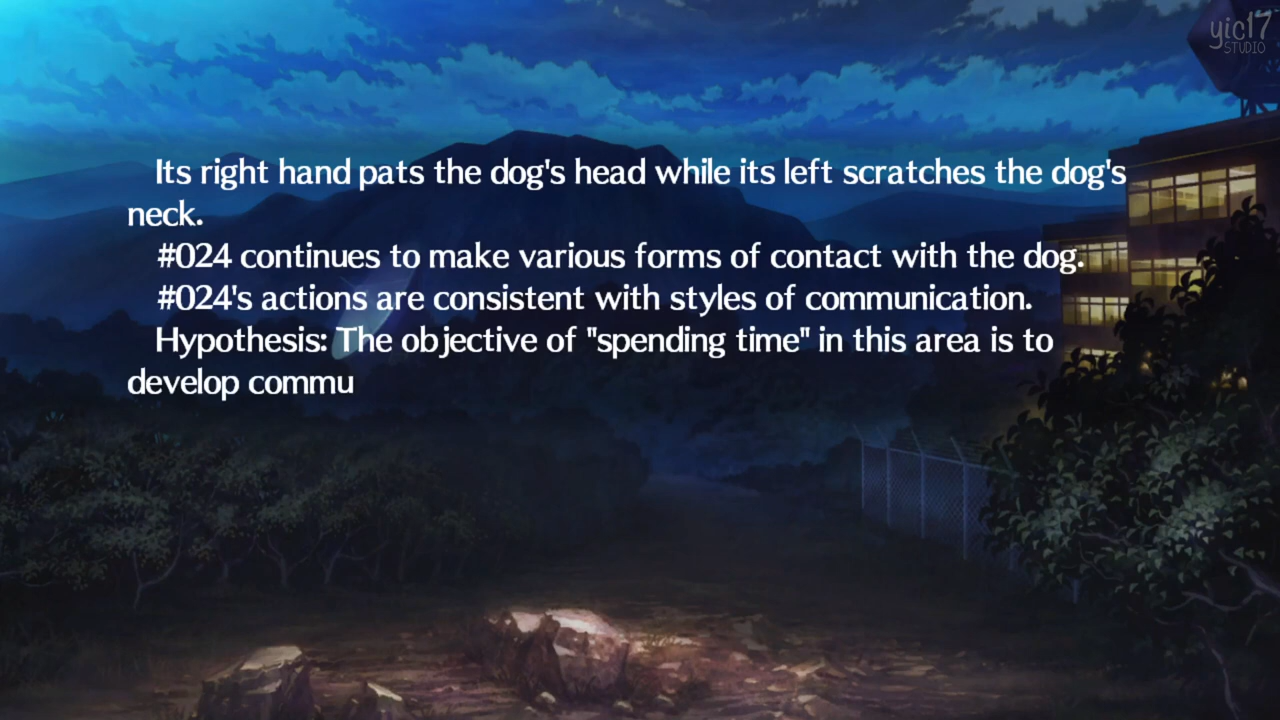 yic17
STUDIO
Its right hand pats the dog's head while its left scratches the dog's
neck.
#024 continues to make various forms of contact with the dog.
#024's actions are consistent with styles of communication.
Hypothesis: The objective of "spending time" in this area is to
develop commu